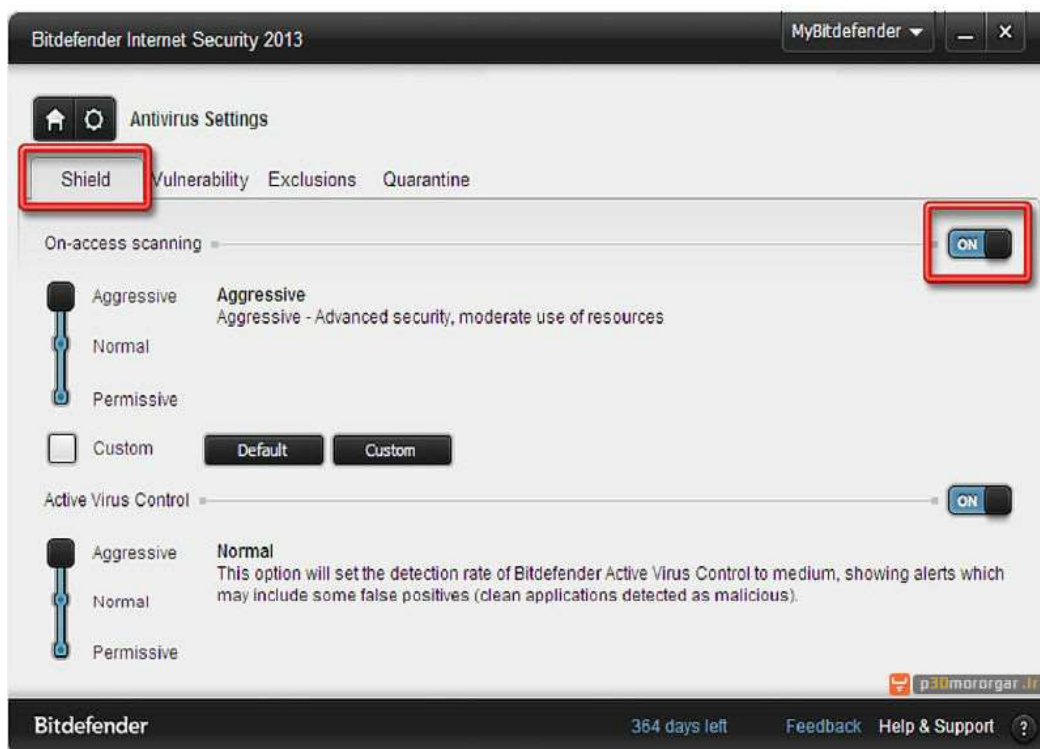 Bitdefender Internet Security 2013 MyBitdefender
Antivirus Settings
Shield Vulnerability Exclusions Quarantine
On-access scanning ON
Aggressive Aggressive
Aggressive - Advanced security, moderate use of resources
Normal
Permissive
Custom Default Custom
Active Virus Control ON
Aggressive Normal
This option will set the detection rate of Bitdefender Active Virus Control to medium, showing alerts which
Normal may include some false positives (clean applications detected as malicious).
Permissive
p30mororgar.ir
Bitdefender 364 days left Feedback Help & Support ?